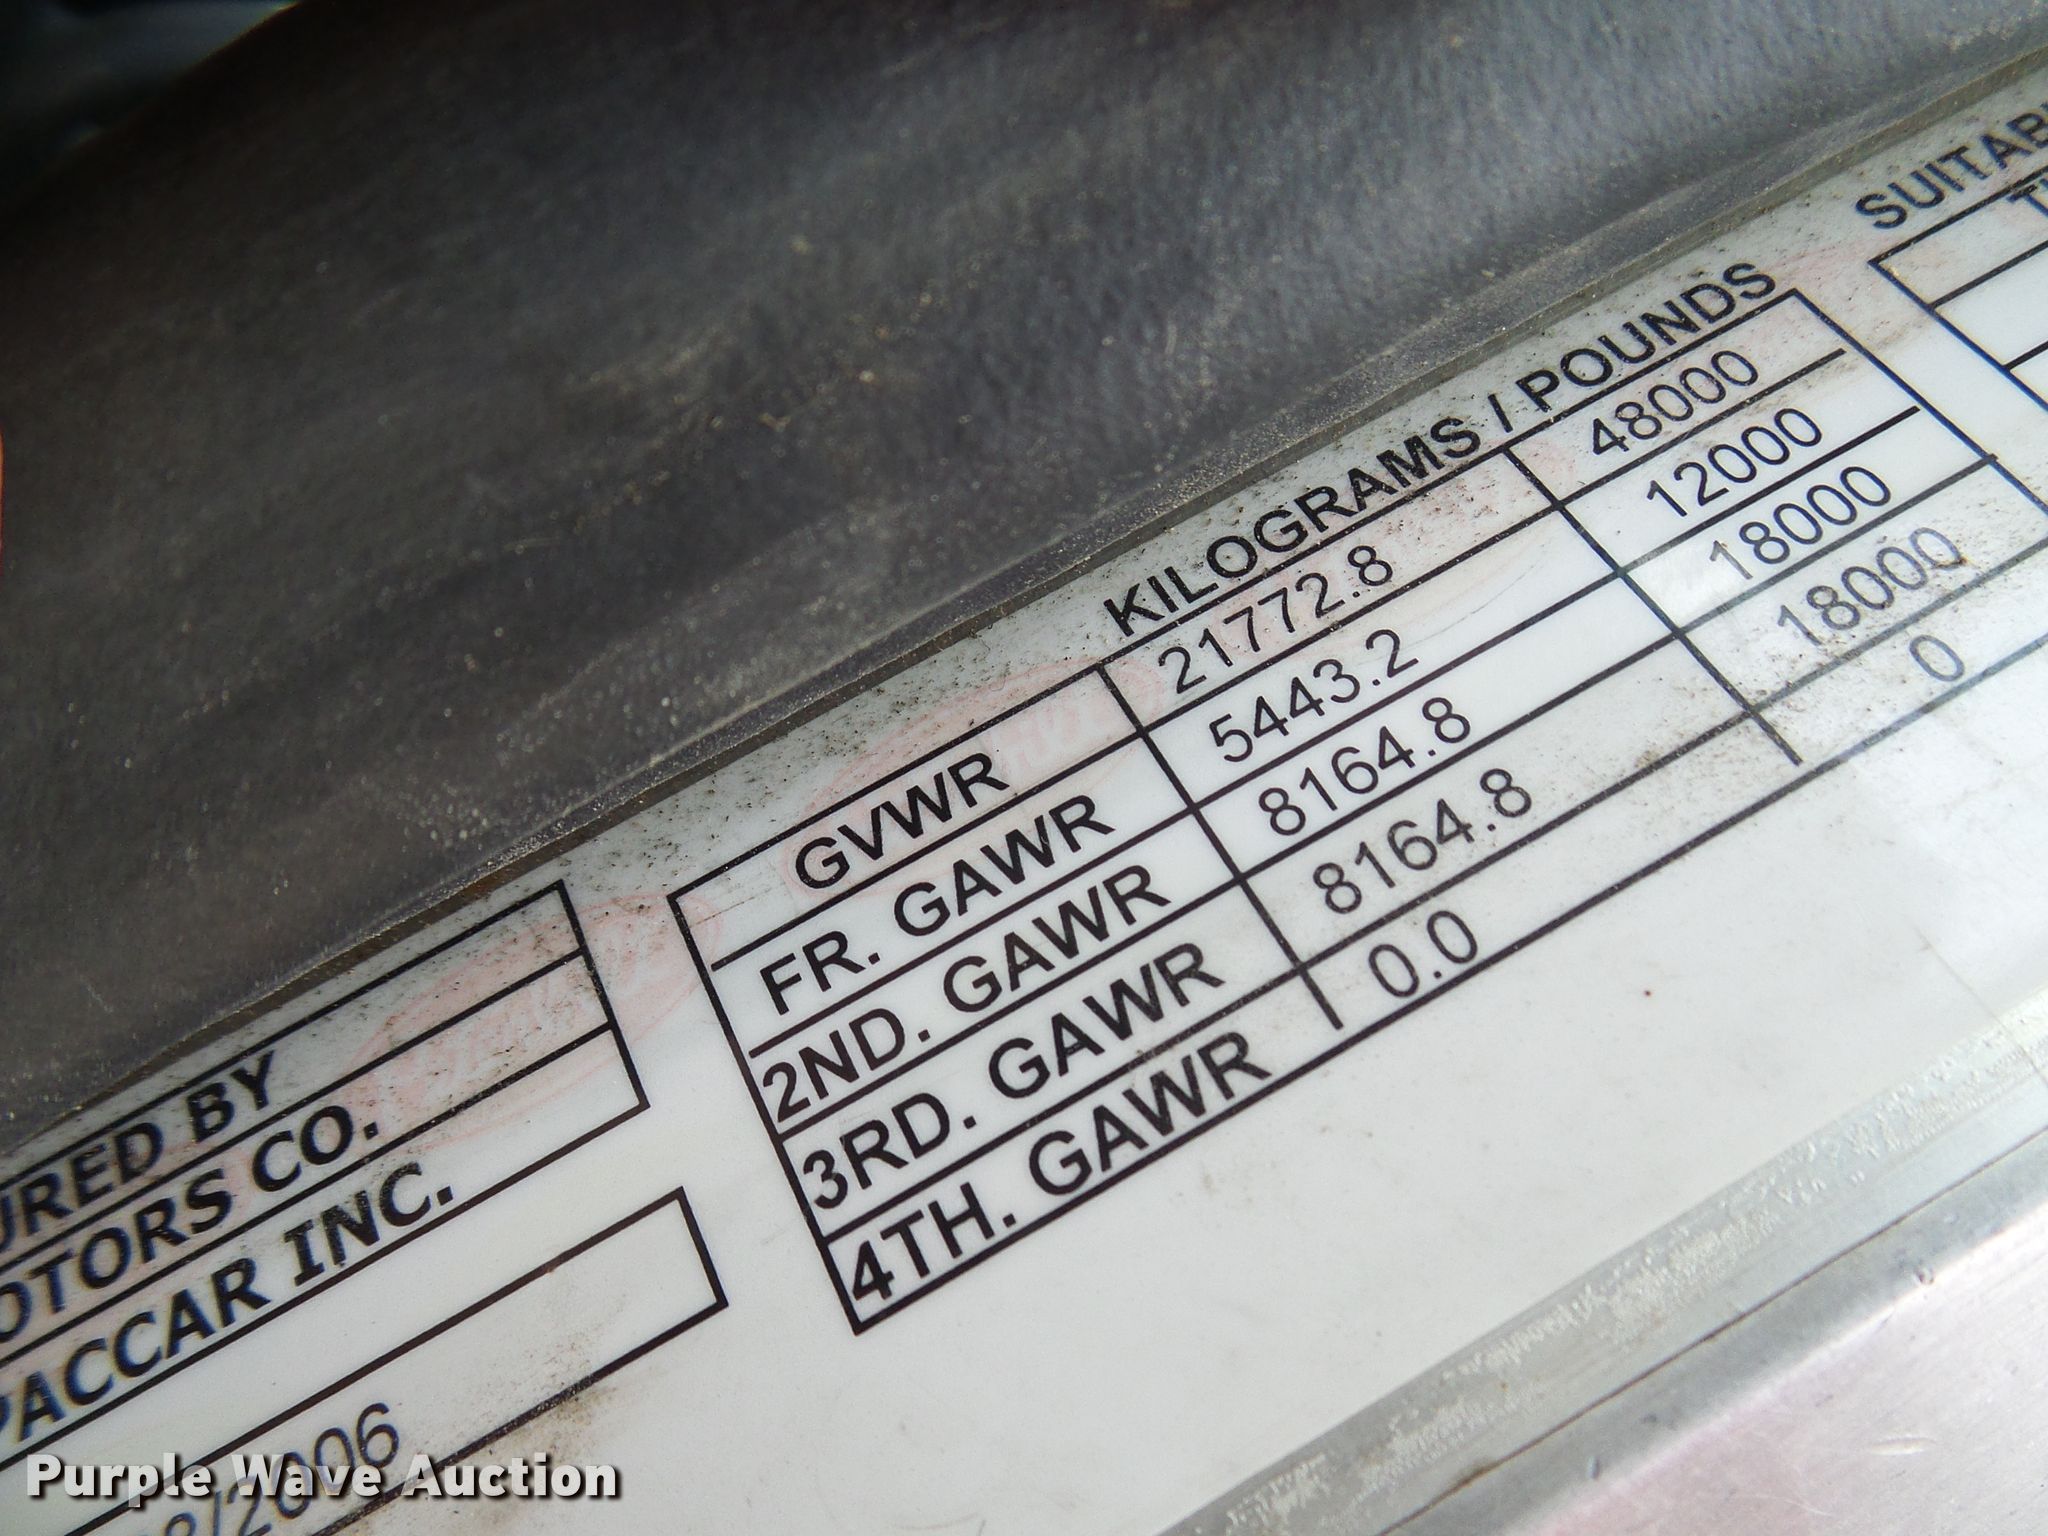 URED BY
OTORS CO.
PACCAR INC.
/2006
KILOGRAMS / POUNDS
GVWR 21772.8 48000
FR. GAWR 5443.2 12000
2ND. GAWR 8164.8 18000
3RD. GAWR 8164.8 18000
4TH. GAWR 0.0 0
SUITAB
Purple Wave Auction